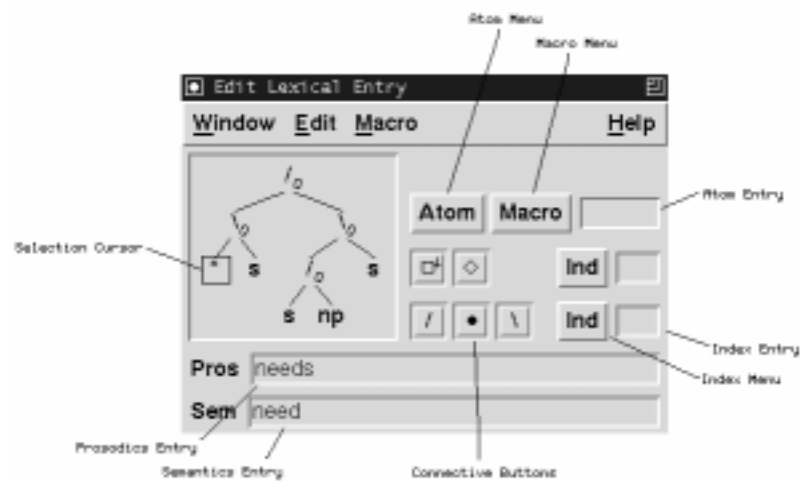 Atom Menu
Macro Menu
Edit Lexical Entry
Window Edit Macro Help
Atom Macro
Atom Entry
Selection Cursor
* s s
s np
Ind
/ \ Ind
Index Entry
Index Menu
Pros needs
Sem need
Prosodics Entry
Semantics Entry
Connective Buttons